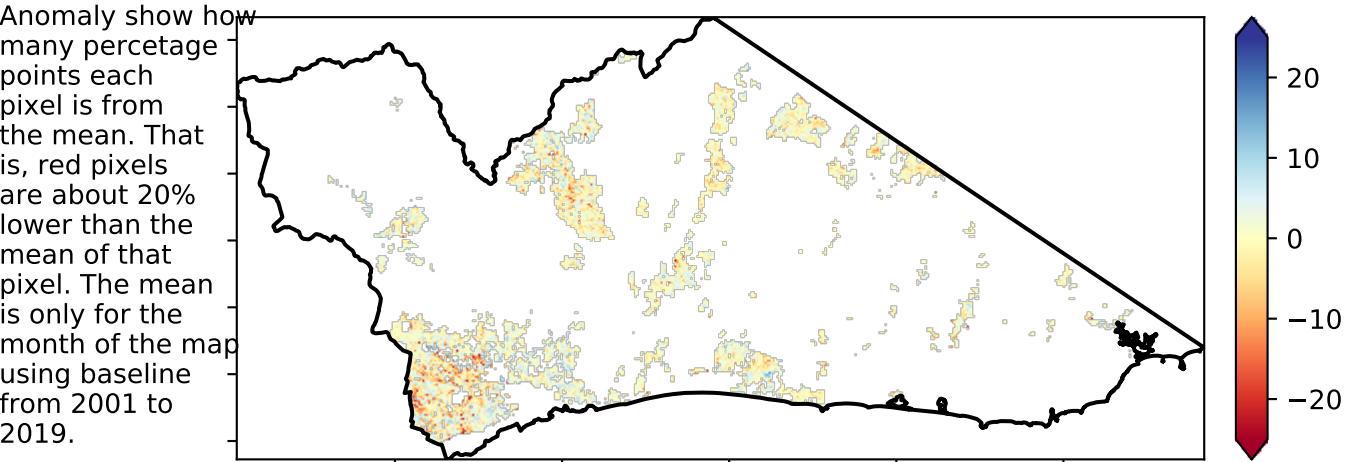 Anomaly show how
many percetage
points each
pixel is from
the mean. That
is, red pixels
are about 20%
lower than the
mean of that
pixel. The mean
is only for the
month of the map
using baseline
from 2001 to
2019.
20
10
0
−10
−20